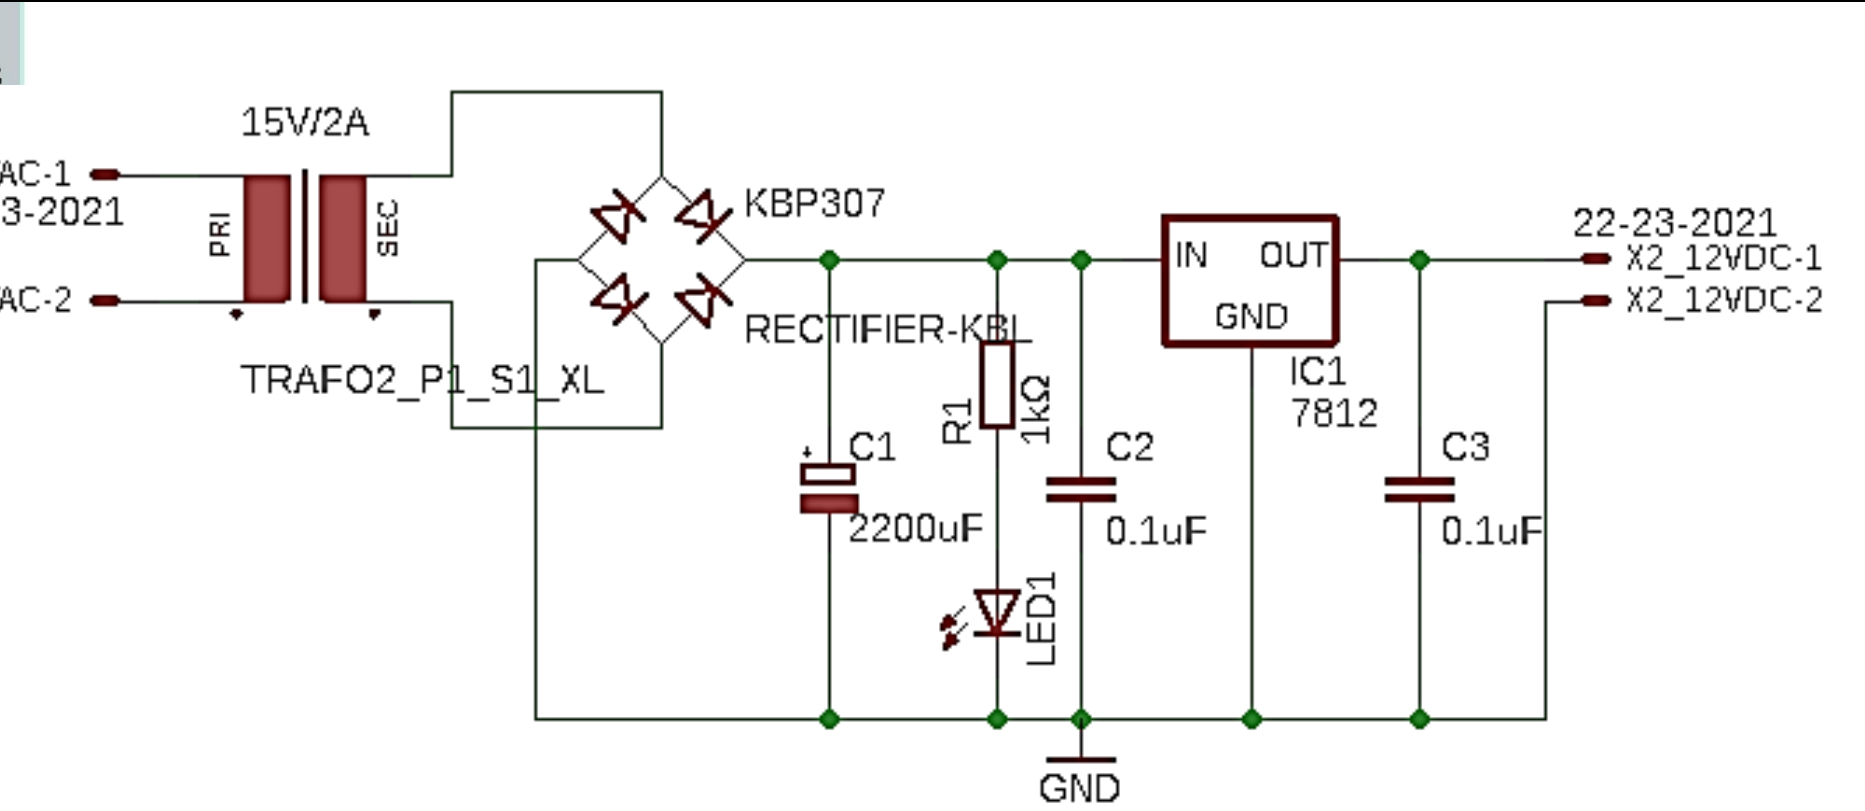 15V/2A
AC-1
3-2021
PRI
SEC
AC-2
TRAFO2_P1_S1_XL
KBP307
RECTIFIER-KBL
C1
2200uF
R1
1kΩ
LED1
C2
0.1uF
IN OUT
GND
IC1
7812
C3
0.1uF
22-23-2021
X2_12VDC-1
X2_12VDC-2
GND